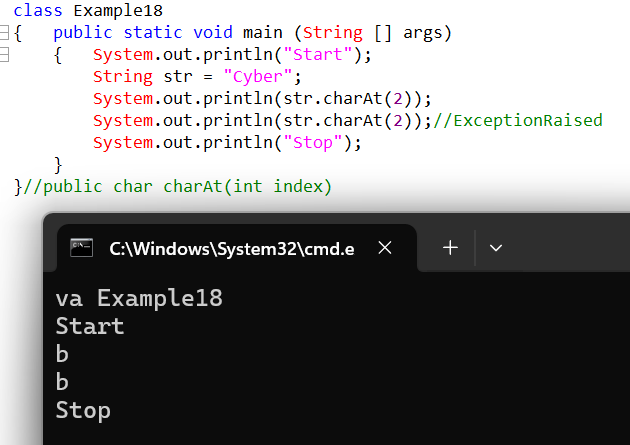 class Example18
{   public static void main (String [] args)
    {   System.out.println("Start");
        String str = "Cyber";
        System.out.println(str.charAt(2));
        System.out.println(str.charAt(2));//ExceptionRaised
        System.out.println("Stop");
    }
}//public char charAt(int index)
C:\Windows\System32\cmd.e
va Example18
Start
b
b
Stop